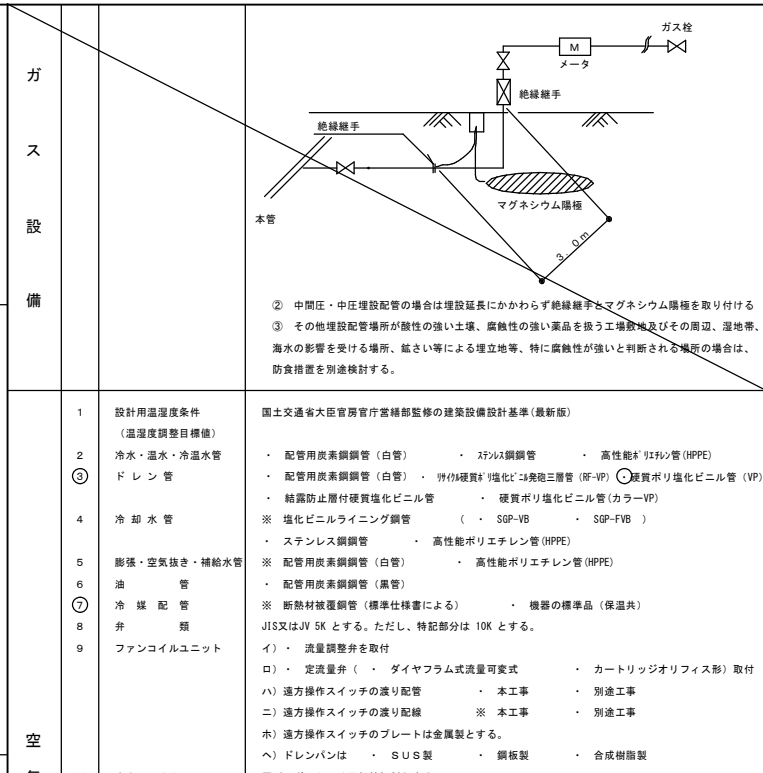 ガス設備
ガス栓
M
メータ
絶縁継手
絶縁継手
マグネシウム陽極
本管
3.0m
② 中間圧・中圧埋設配管の場合は埋設延長にかかわらず絶縁継手とマグネシウム陽極を取り付ける
③ その他埋設配管場所が酸性の強い土壌、腐蝕性の強い薬品を扱う工場敷地及びその周辺、湿地帯、
海水の影響を受ける場所、鉱さい等による埋立地等、特に腐蝕性が強いと判断される場所の場合は、
防食措置を別途検討する。
空
1 設計用温湿度条件 国土交通省大臣官房官庁営繕部監修の建築設備設計基準(最新版)
(温湿度調整目標値)
2 冷水・温水・冷温水管 ・ 配管用炭素鋼鋼管(白管) ・ ステンレス鋼鋼管 ・ 高性能ポリエチレン管(HPPE)
③ ドレン管 ・ 配管用炭素鋼鋼管(白管) ・ リサイクル硬質ポリ塩化ビニル発泡三層管(RF-VP) ・硬質ポリ塩化ビニル管(VP)
・ 結露防止層付硬質塩化ビニル管 ・ 硬質ポリ塩化ビニル管(カラーVP)
4 冷却水管 ※ 塩化ビニルライニング鋼管 ( ・ SGP-VB ・ SGP-FVB )
・ ステンレス鋼鋼管 ・ 高性能ポリエチレン管(HPPE)
5 膨張・空気抜き・補給水管 ※ 配管用炭素鋼鋼管(白管) ・ 高性能ポリエチレン管(HPPE)
6 油管 ・ 配管用炭素鋼鋼管(黒管)
⑦ 冷媒配管 ※ 断熱材被覆銅管(標準仕様書による) ・ 機器の標準品(保温共)
8 弁類 JIS又はJV 5K とする。ただし、特記部分は 10K とする。
9 ファンコイルユニット イ)・ 流量調整弁を取付
ロ)・ 定流量弁( ・ ダイヤフラム式流量可変式 ・ カートリッジオリフィス形)取付
ハ)遠方操作スイッチの渡り配管 ・ 本工事 ・ 別途工事
ニ)遠方操作スイッチの渡り配線 ※ 本工事 ・ 別途工事
ホ)遠方操作スイッチのプレートは金属製とする。
ヘ)ドレンパンは ・ SUS製 ・ 鋼板製 ・ 合成樹脂製